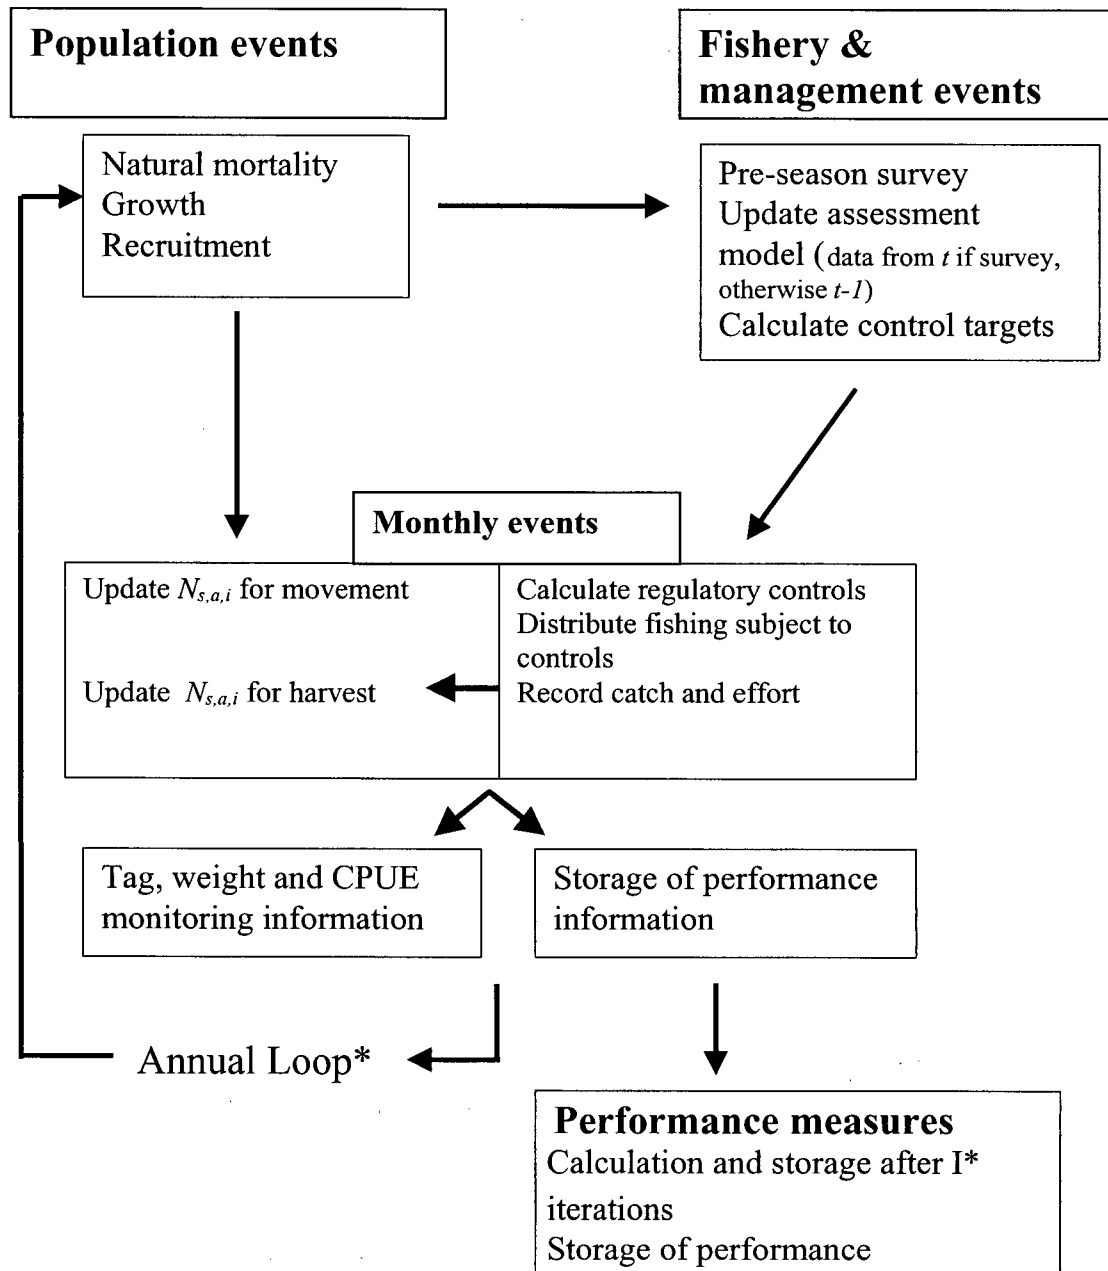 Population events
Fishery &
management events
Natural mortality
Growth
Recruitment
Pre-season survey
Update assessment
model (data from t if survey,
otherwise t-1)
Calculate control targets
Monthly events
Update N_{s,a,i} for movement
Update N_{s,a,i} for harvest
Calculate regulatory controls
Distribute fishing subject to
controls
Record catch and effort
Tag, weight and CPUE
monitoring information
Storage of performance
information
Annual Loop*
Performance measures
Calculation and storage after I*
iterations
Storage of performance